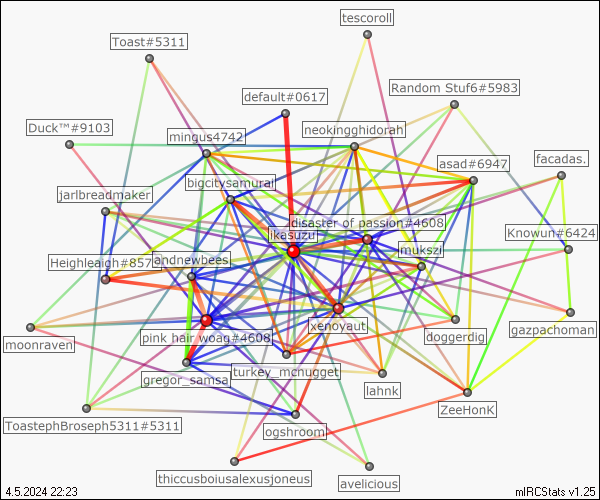 tescoroll
Toast#5311
Random Stuf6#5983
default#0617
Duck™#9103
neokingghidorah
mingus4742
asad#6947
facadas.
bigcitysamurai
jarlbreadmaker
disaster of passion#4608
ikasuzu
Knowun#6424
mukszi
andrewbees
Heighleagh#857
gazpachoman
xenoyaut
doggerdig
moonraven
pink hair woag#4608
turkey_mcnugget
gregor_samsa
lahnk
ZeeHonK
ToastephBroseph5311#5311
ogshroom
thiccusboiusalexusjoneus
avelicious
4.5.2024 22:23
mIRCStats v1.25